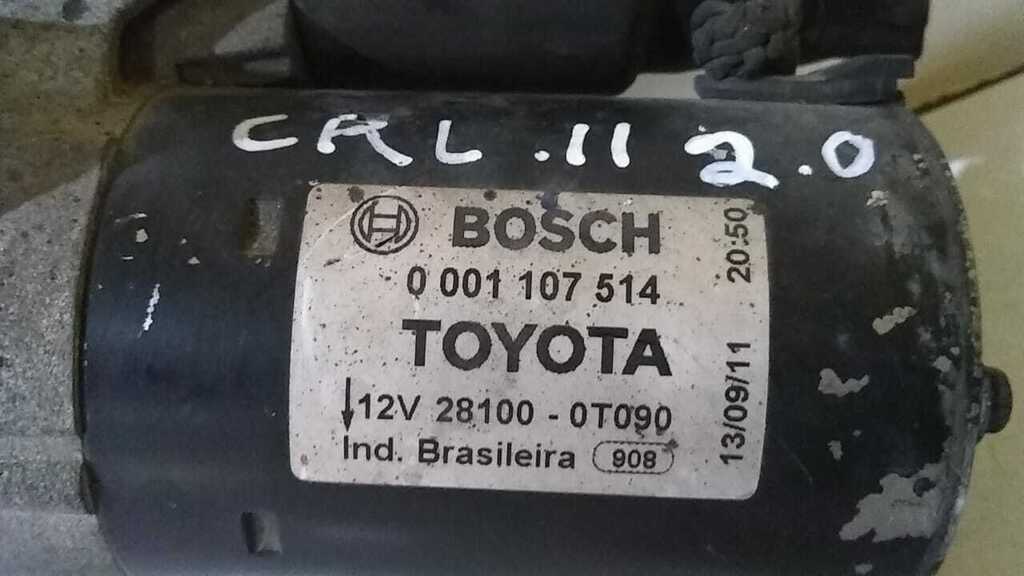 CRL .11 2.0
BOSCH
0 001 107 514
TOYOTA
12V 28100 - 0T090
Ind. Brasileira 908
13/09/11 20:50